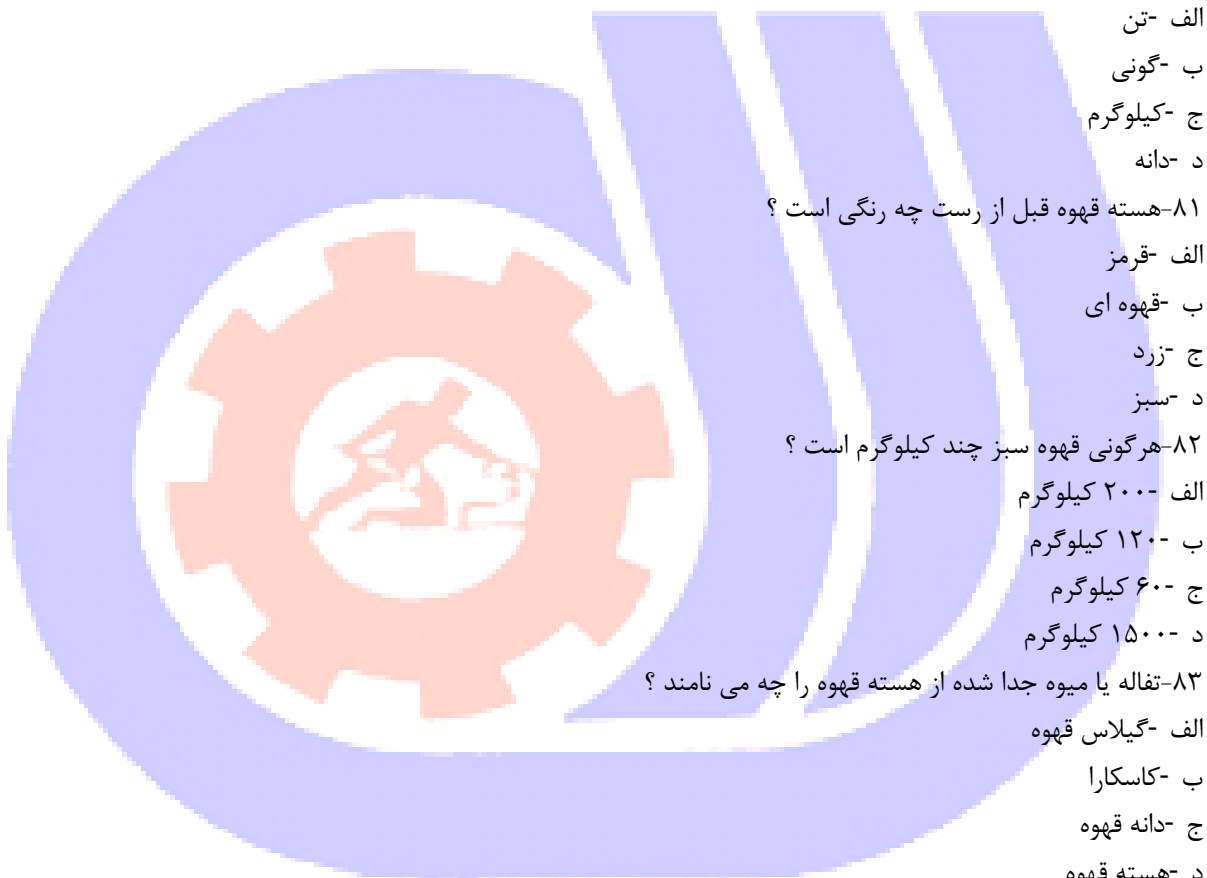 الف -تن
ب -گونی
ج -کیلوگرم
د -دانه
۸۱-هسته قهوه قبل از رست چه رنگی است ؟
الف -قرمز
ب -قهوه ای
ج -زرد
د -سبز
۸۲-هرگونی قهوه سبز چند کیلوگرم است ؟
الف -۲۰۰ کیلوگرم
ب -۱۲۰ کیلوگرم
ج -۶۰ کیلوگرم
د -۱۵۰۰ کیلوگرم
۸۳-تفاله یا میوه جدا شده از هسته قهوه را چه می نامند ؟
الف -گیلاس قهوه
ب -کاسکارا
ج -دانه قهوه
د -هسته قهوه